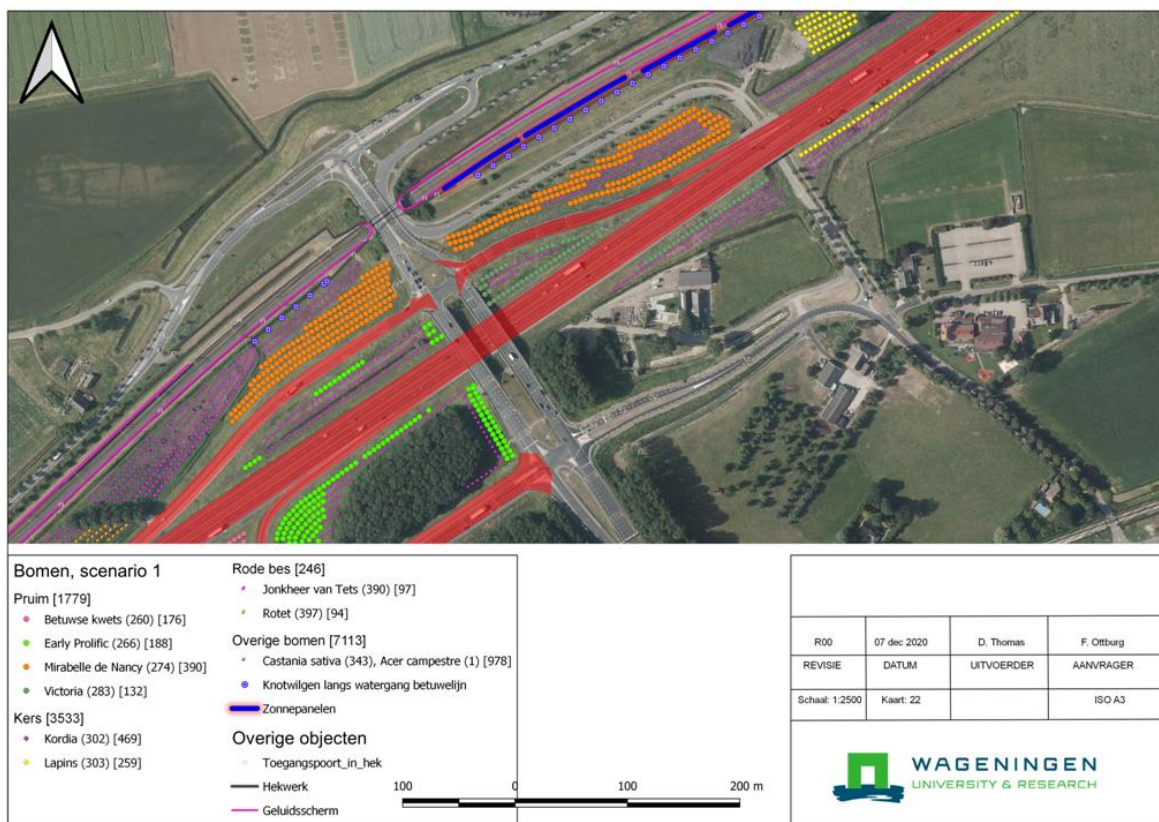 Bomen, scenario 1
Pruim [1779]
Betuwse kwets (260) [176]
Early Prolific (266) [188]
Mirabelle de Nancy (274) [390]
Victoria (283) [132]
Kers [3533]
Kordia (302) [469]
Lapins (303) [259]
Rode bes [246]
Jonkheer van Tets (390) [97]
Rotet (397) [94]
Overige bomen [7113]
Castania sativa (343), Acer campestre (1) [978]
Knotwilgen langs watergang betuwelijn
Zonnepanelen
Overige objecten
Toegangspoort_in_hek
Hekwerk
Geluidsscherm
100 0 100 200 m
R00 07 dec 2020 D. Thomas F. Ottburg
REVISIE DATUM UITVOERDER AANVRAGER
Schaal: 1:2500 Kaart: 22 ISO A3
WAGENINGEN
UNIVERSITY & RESEARCH